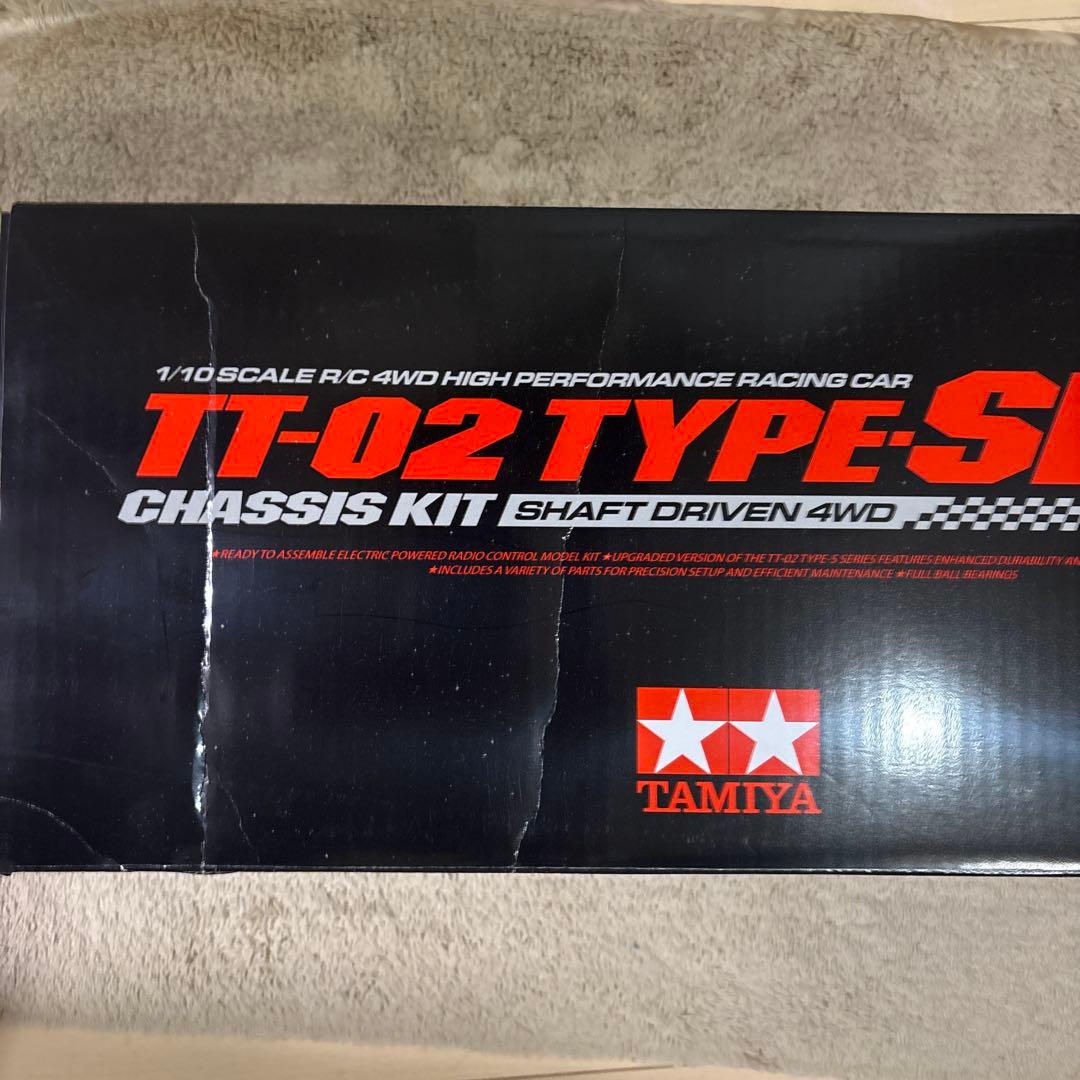 1/10 SCALE R/C 4WD HIGH PERFORMANCE RACING CAR
TT-02 TYPE-S
CHASSIS KIT SHAFT DRIVEN 4WD
★READY TO ASSEMBLE ELECTRIC POWERED RADIO CONTROL MODEL KIT ★UPGRADED VERSION OF THE TT-02 TYPE-S SERIES FEATURES ENHANCED DURABILITY
★INCLUDES A VARIETY OF PARTS FOR PRECISION SETUP AND EFFICIENT MAINTENANCE ★FULL BALL BEARINGS
TAMIYA